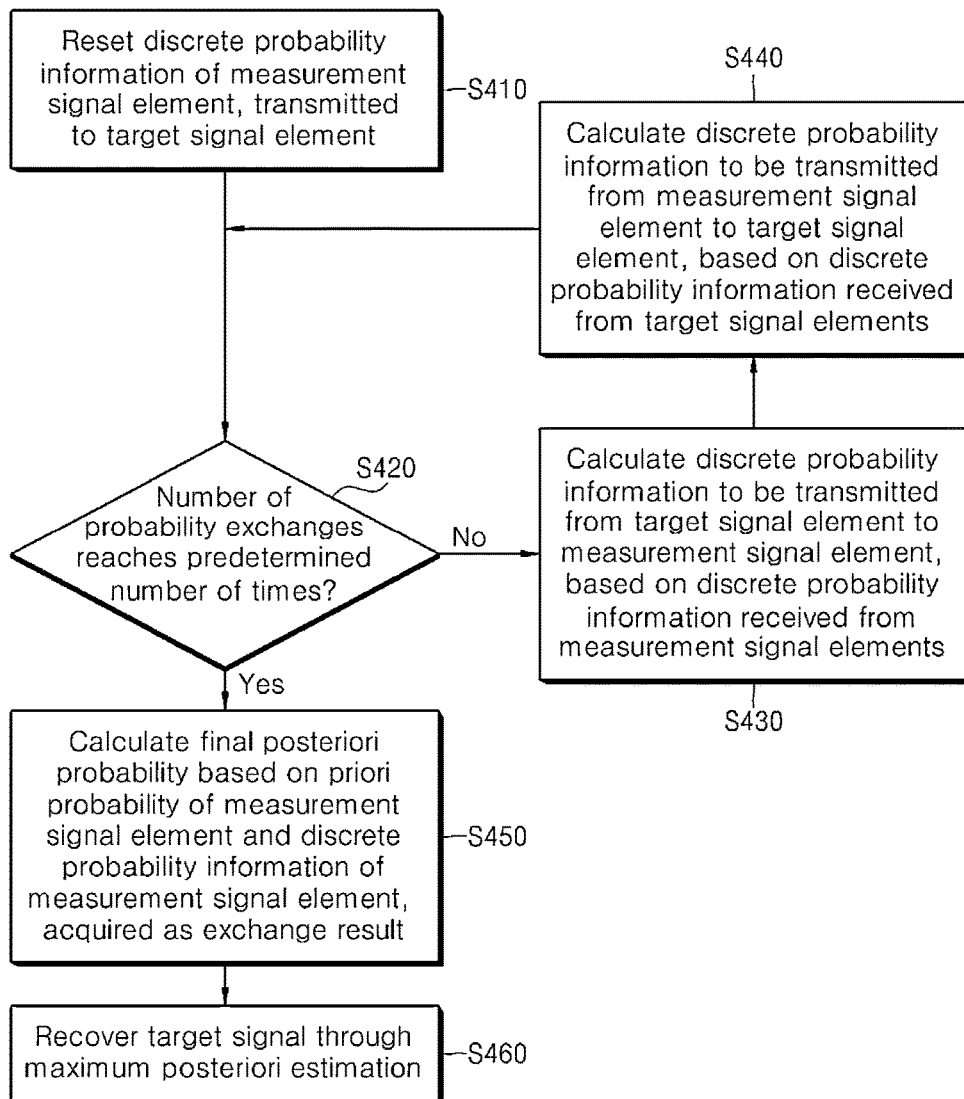 Reset discrete probability
information of measurement
signal element, transmitted
to target signal element
S410
S440
Calculate discrete probability
information to be transmitted
from measurement signal
element to target signal
element, based on discrete
probability information received
from target signal elements
S420
Number of
probability exchanges
reaches predetermined
number of times?
No
Calculate discrete probability
information to be transmitted
from target signal element to
measurement signal element,
based on discrete probability
information received from
measurement signal elements
S430
Yes
Calculate final posteriori
probability based on priori
probability of measurement
signal element and discrete
probability information of
measurement signal element,
acquired as exchange result
S450
Recover target signal through
maximum posteriori estimation
S460